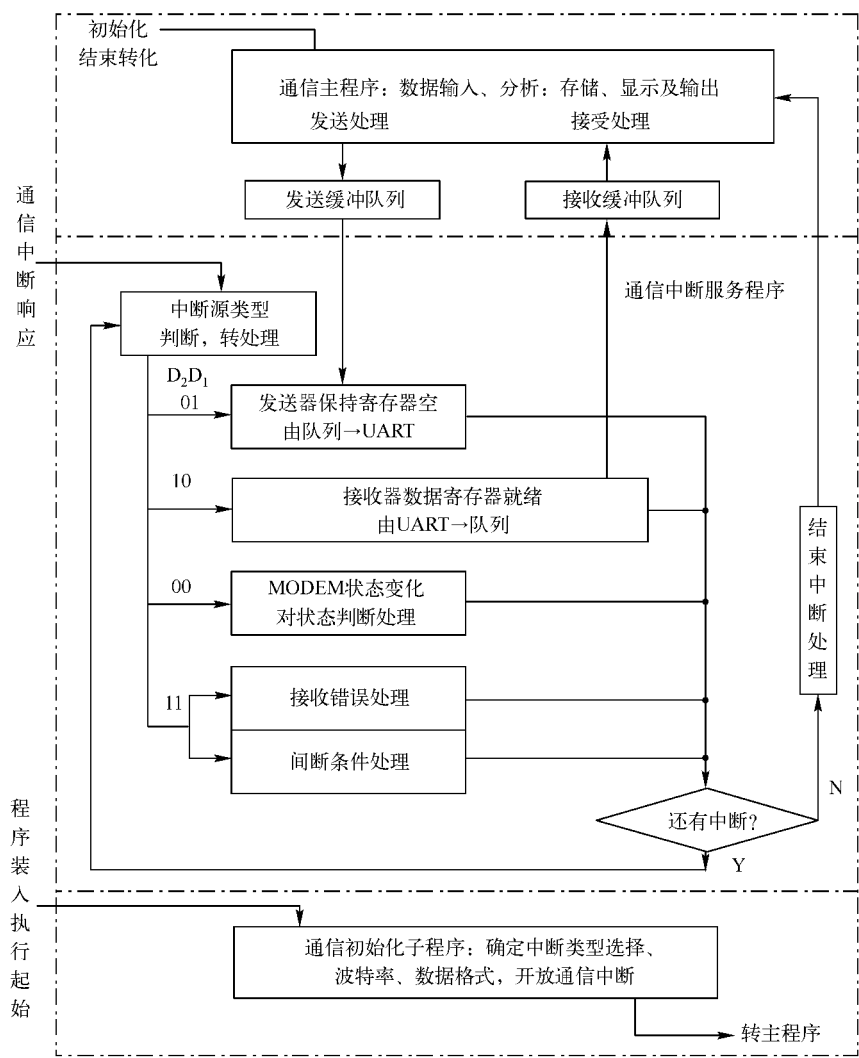 初始化
结束转化
通信主程序：数据输入、分析：存储、显示及输出
发送处理
接受处理
发送缓冲队列
接收缓冲队列
通信中断响应
通信中断服务程序
中断源类型
判断，转处理
D₂D₁
01
发送器保持寄存器空
由队列→UART
10
接收器数据寄存器就绪
由UART→队列
00
MODEM状态变化
对状态判断处理
11
接收错误处理
间断条件处理
结束中断处理
N
还有中断？
Y
程序装入执行起始
通信初始化子程序：确定中断类型选择、
波特率、数据格式，开放通信中断
转主程序